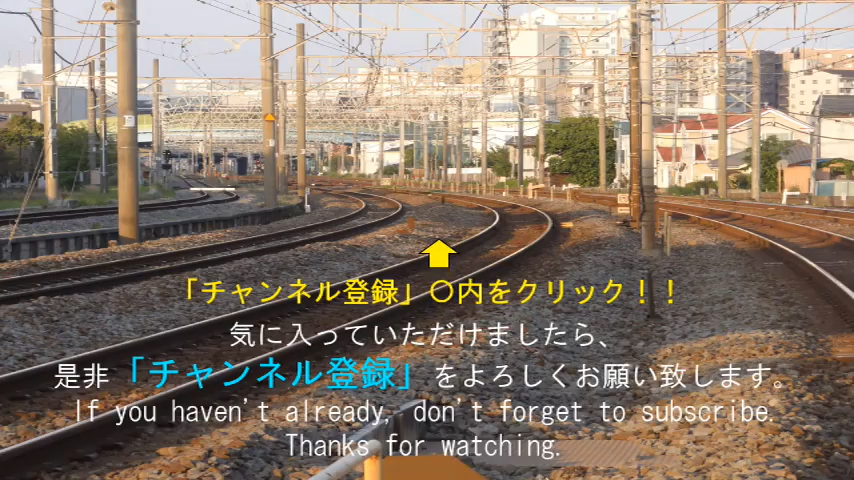 「チャンネル登録」〇内をクリック！！
気に入っていただけましたら、
是非「チャンネル登録」をよろしくお願い致します。
If you haven't already, don't forget to subscribe.
Thanks for watching.